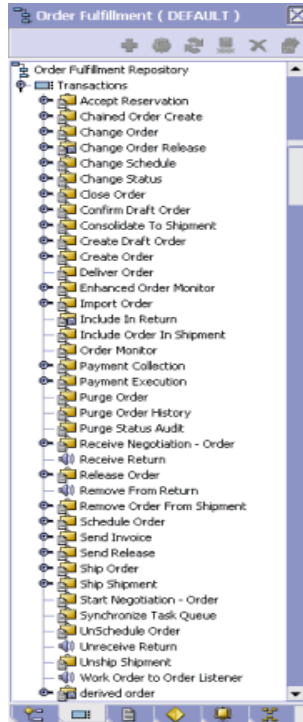 Order Fulfillment ( DEFAULT )
Order Fulfillment Repository
Transactions
Accept Reservation
Chained Order Create
Change Order
Change Order Release
Change Schedule
Change Status
Close Order
Confirm Draft Order
Consolidate To Shipment
Create Draft Order
Create Order
Deliver Order
Enhanced Order Monitor
Import Order
Include In Return
Include Order In Shipment
Order Monitor
Payment Collection
Payment Execution
Purge Order
Purge Order History
Purge Status Audit
Receive Negotiation - Order
Receive Return
Release Order
Remove From Return
Remove Order From Shipment
Schedule Order
Send Invoice
Send Release
Ship Order
Ship Shipment
Start Negotiation - Order
Synchronize Task Queue
UnSchedule Order
Unreceive Return
Unship Shipment
Work Order to Order Listener
derived order